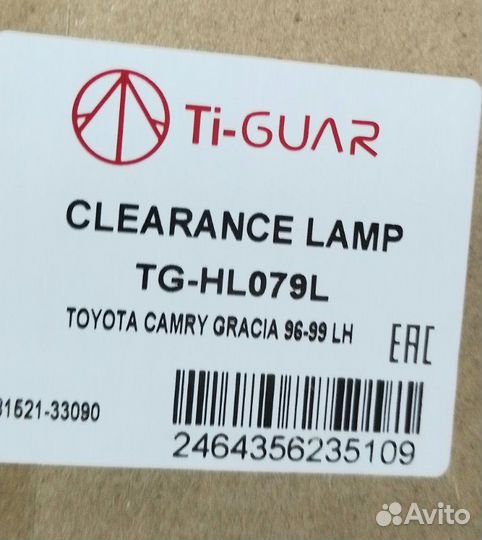 Ti-GUAR
CLEARANCE LAMP
TG-HL079L
TOYOTA CAMRY GRACIA 96-99 LH
EAC
81521-33090
2464356235109
Avito